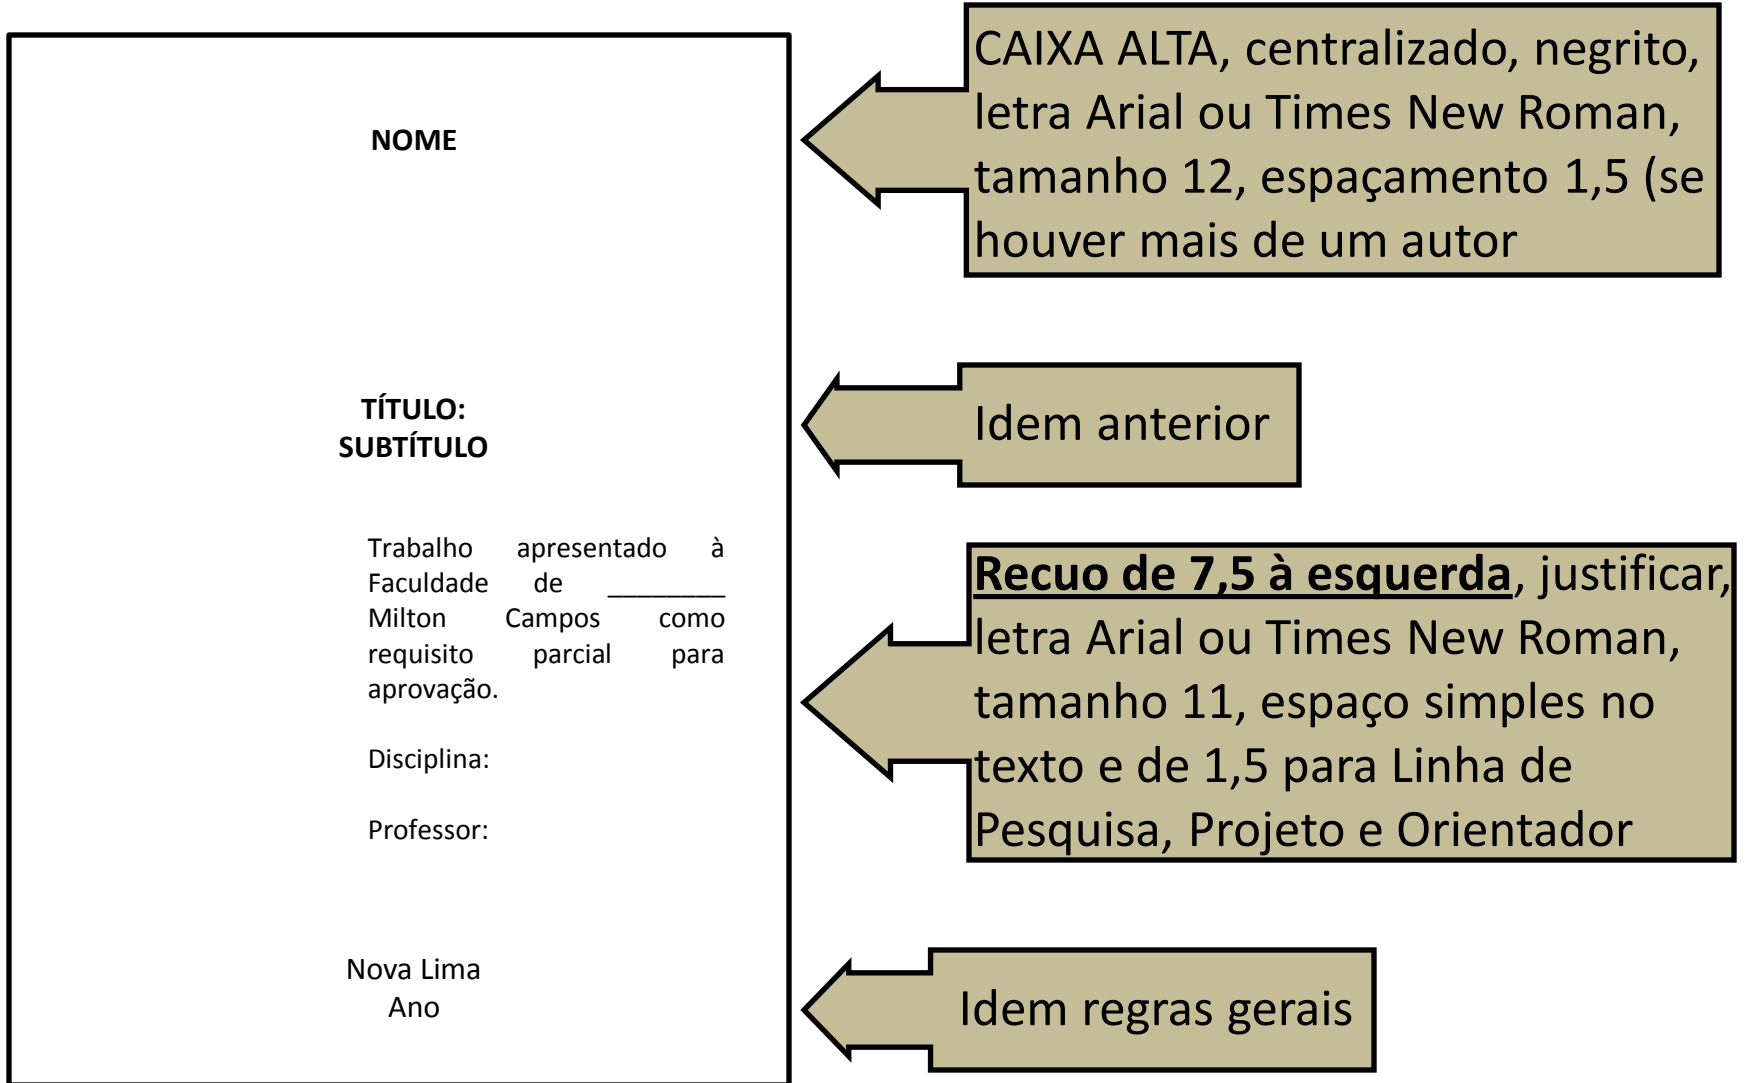 NOME
CAIXA ALTA, centralizado, negrito,
letra Arial ou Times New Roman,
tamanho 12, espaçamento 1,5 (se
houver mais de um autor
TÍTULO:
SUBTÍTULO
Idem anterior
Trabalho apresentado à
Faculdade de ________
Milton Campos como
requisito parcial para
aprovação.
Disciplina:
Professor:
Recuo de 7,5 à esquerda, justificar,
letra Arial ou Times New Roman,
tamanho 11, espaço simples no
texto e de 1,5 para Linha de
Pesquisa, Projeto e Orientador
Nova Lima
Ano
Idem regras gerais